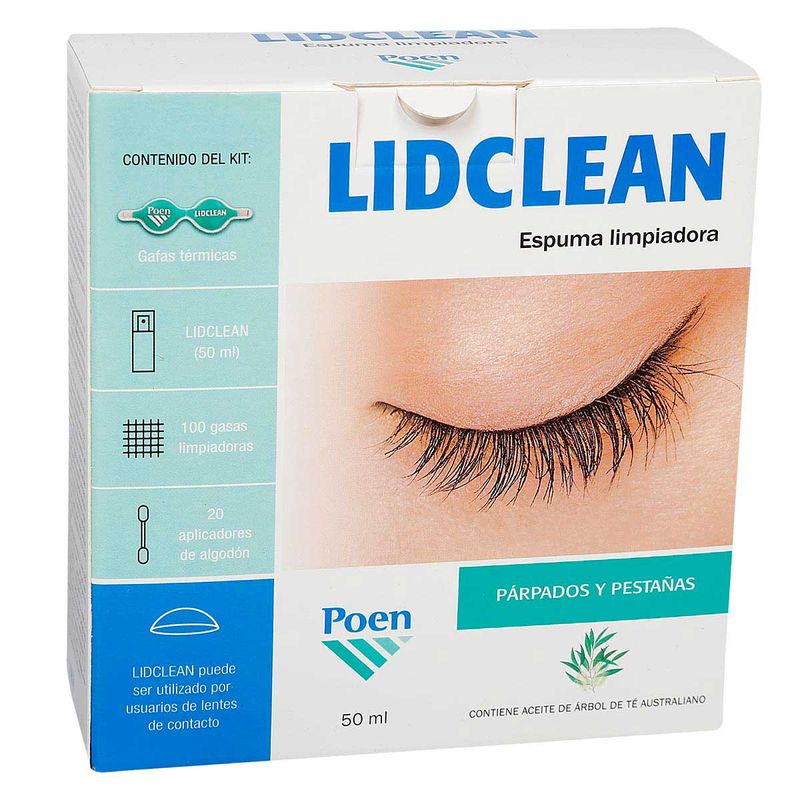 LIDCLEAN
Espuma limpiadora
Poen
CONTENIDO DEL KIT:
Poen LIDCLEAN
Gafas térmicas
LIDCLEAN
(50 ml)
100 gasas
limpiadoras
20
aplicadores
de algodón
LIDCLEAN puede
ser utilizado por
usuarios de lentes
de contacto
LIDCLEAN
Espuma limpiadora
PÁRPADOS Y PESTAÑAS
Poen
50 ml
CONTIENE ACEITE DE ÁRBOL DE TÉ AUSTRALIANO